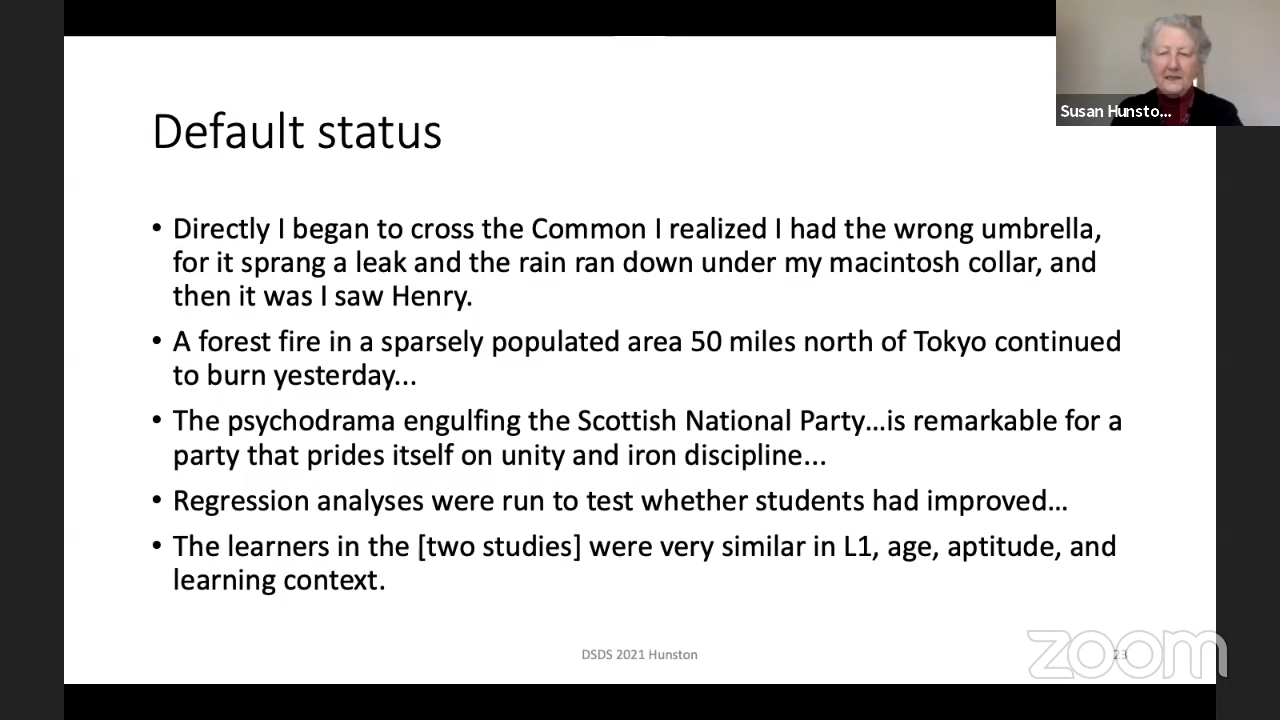 Susan Hunsto...
Default status
• Directly I began to cross the Common I realized I had the wrong umbrella,
for it sprang a leak and the rain ran down under my macintosh collar, and
then it was I saw Henry.
• A forest fire in a sparsely populated area 50 miles north of Tokyo continued
to burn yesterday...
• The psychodrama engulfing the Scottish National Party...is remarkable for a
party that prides itself on unity and iron discipline...
• Regression analyses were run to test whether students had improved...
• The learners in the [two studies] were very similar in L1, age, aptitude, and
learning context.
DSDS 2021 Hunston
23
zoom